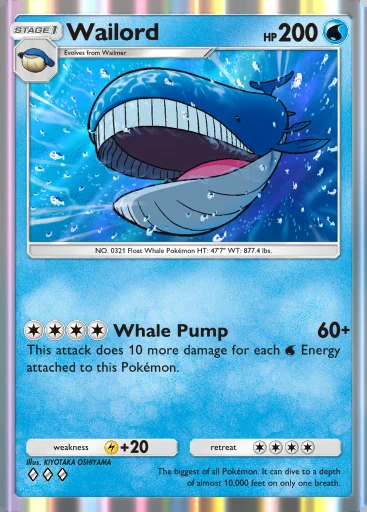 STAGE 1
Wailord
HP 200
Evolves from Wailmer
NO. 0321 Float Whale Pokémon HT: 47'7" WT: 877.4 lbs.
Whale Pump 60+
This attack does 10 more damage for each Energy
attached to this Pokémon.
weakness +20
retreat
Illus. KIYOTAKA OSHIYAMA
The biggest of all Pokémon. It can dive to a depth
of almost 10,000 feet on only one breath.